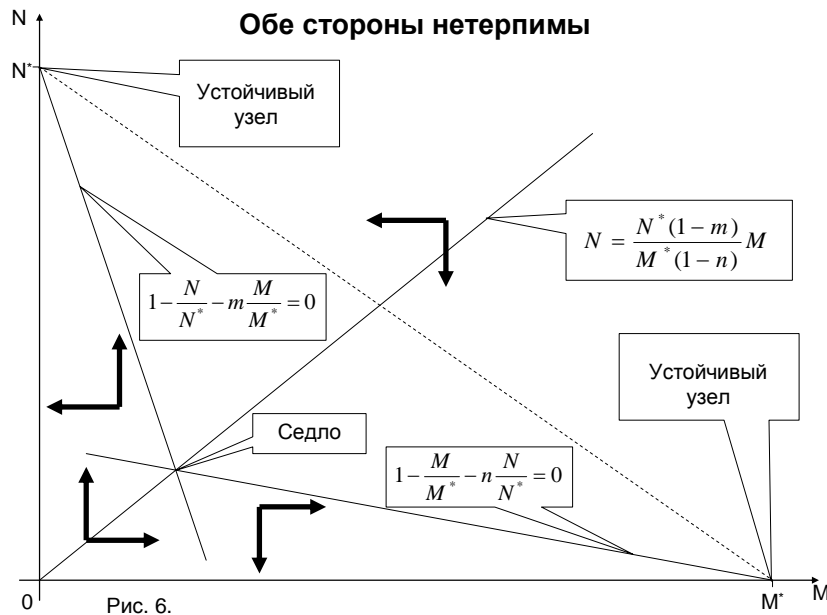 Обе стороны нетерпимы
N
N*
Устойчивый
узел
N = N*(1−m) / M*(1−n) M
1 − N/N* − m M/M* = 0
Устойчивый
узел
Седло
1 − M/M* − n N/N* = 0
0
Рис. 6.
M*
M